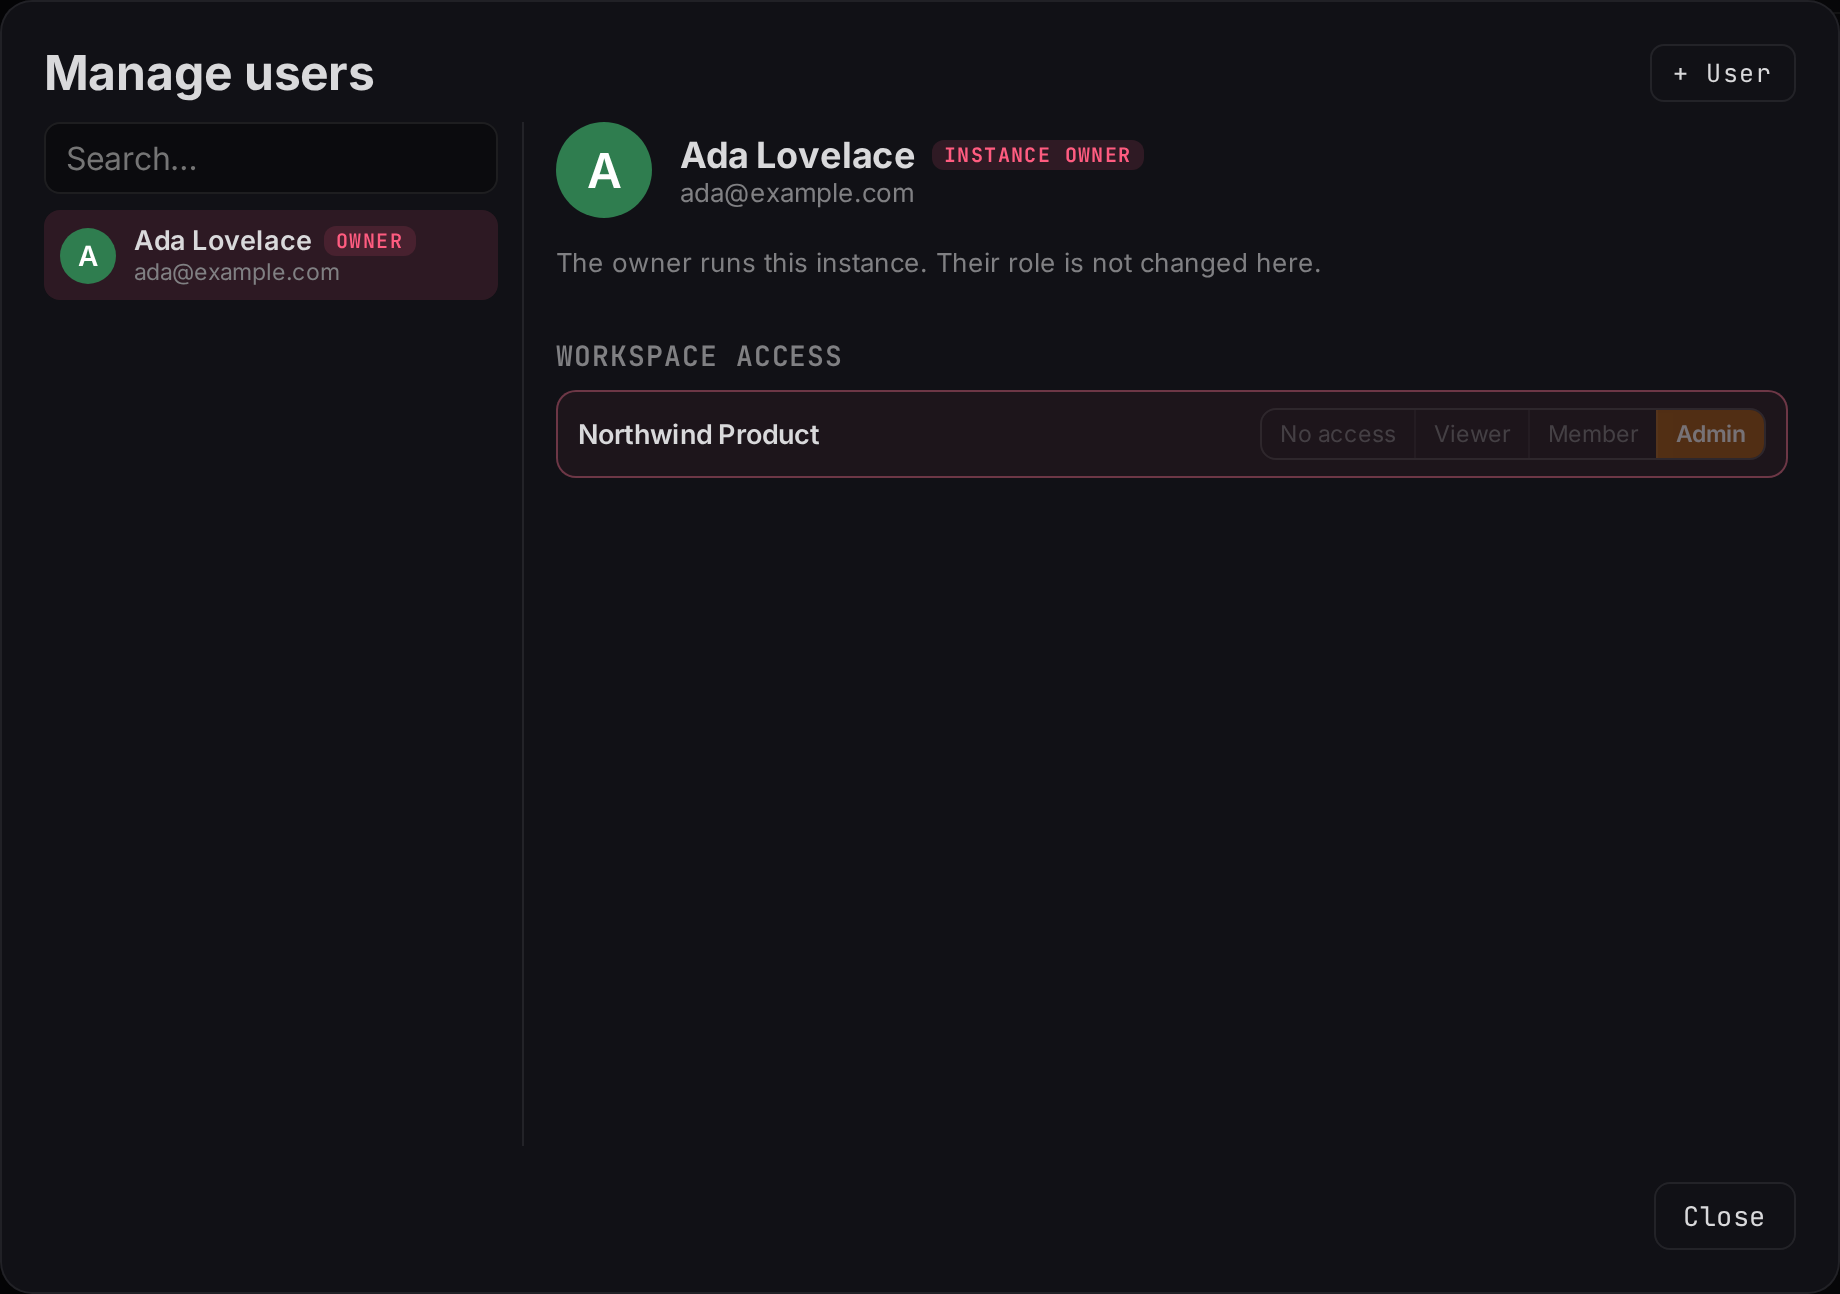 Manage users
+ User
Search...
A
Ada Lovelace OWNER
ada@example.com
A
Ada Lovelace INSTANCE OWNER
ada@example.com
The owner runs this instance. Their role is not changed here.
WORKSPACE ACCESS
Northwind Product No access Viewer Member Admin
Close